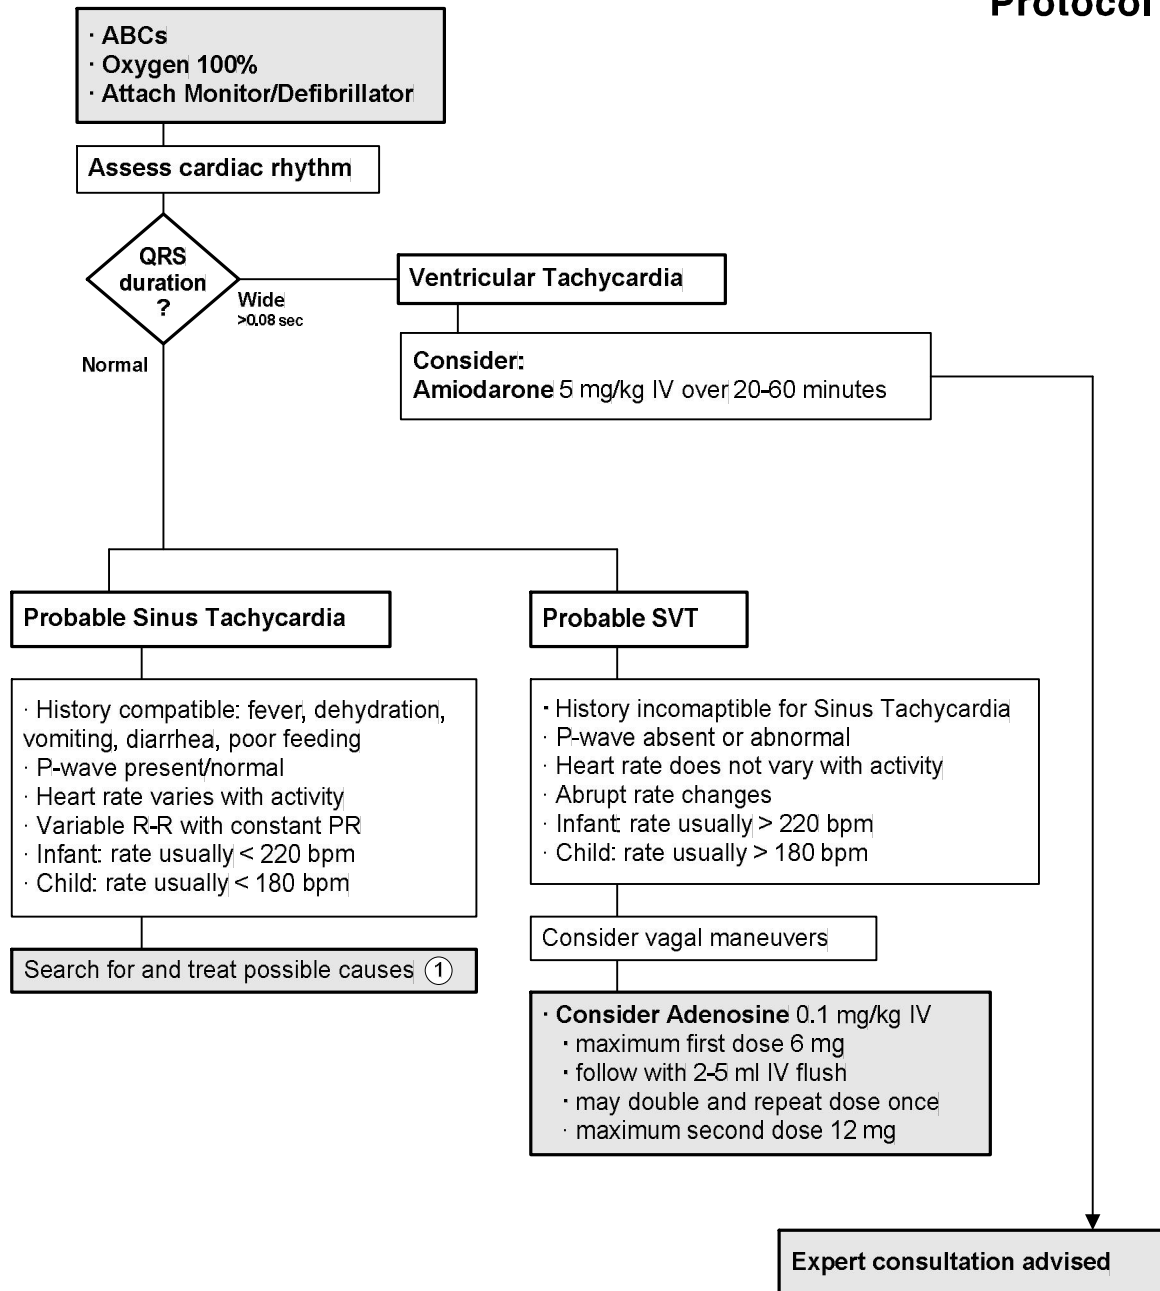 Protocol
· ABCs
· Oxygen 100%
· Attach Monitor/Defibrillator
Assess cardiac rhythm
QRS
duration
?
Wide
>0.08 sec
Normal
Ventricular Tachycardia
Consider:
Amiodarone 5 mg/kg IV over 20-60 minutes
Probable Sinus Tachycardia
· History compatible: fever, dehydration,
vomiting, diarrhea, poor feeding
· P-wave present/normal
· Heart rate varies with activity
· Variable R-R with constant PR
· Infant: rate usually < 220 bpm
· Child: rate usually < 180 bpm
Search for and treat possible causes 1
Probable SVT
· History incomaptible for Sinus Tachycardia
· P-wave absent or abnormal
· Heart rate does not vary with activity
· Abrupt rate changes
· Infant: rate usually > 220 bpm
· Child: rate usually > 180 bpm
Consider vagal maneuvers
· Consider Adenosine 0.1 mg/kg IV
· maximum first dose 6 mg
· follow with 2-5 ml IV flush
· may double and repeat dose once
· maximum second dose 12 mg
Expert consultation advised